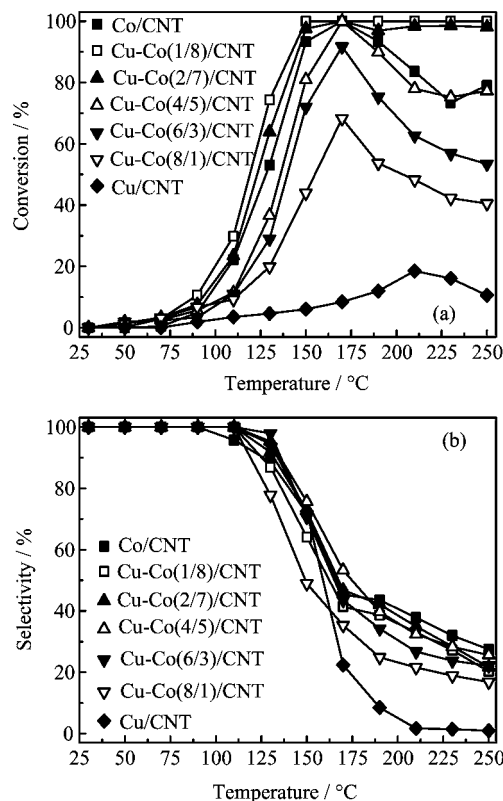 100
80
60
40
20
0
Conversion / %
Co/CNT
Cu-Co(1/8)/CNT
Cu-Co(2/7)/CNT
Cu-Co(4/5)/CNT
Cu-Co(6/3)/CNT
Cu-Co(8/1)/CNT
Cu/CNT
(a)
25 50 75 100 125 150 175 200 225 250
Temperature / °C
100
80
60
40
20
0
Selectivity / %
(b)
Co/CNT
Cu-Co(1/8)/CNT
Cu-Co(2/7)/CNT
Cu-Co(4/5)/CNT
Cu-Co(6/3)/CNT
Cu-Co(8/1)/CNT
Cu/CNT
25 50 75 100 125 150 175 200 225 250
Temperature / °C